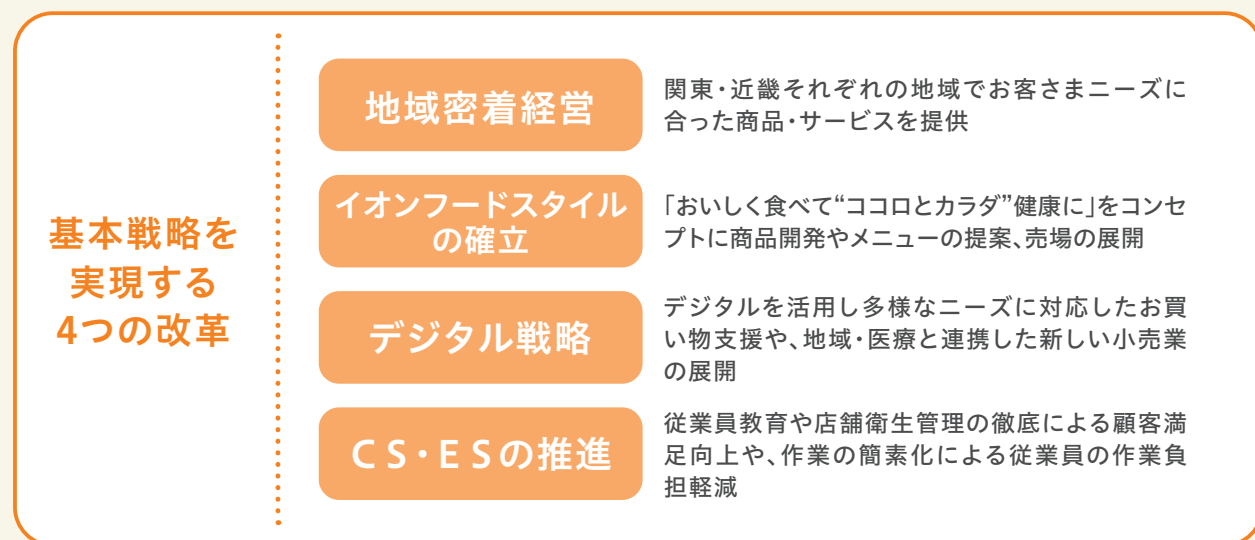 基本戦略を
実現する
4つの改革
地域密着経営
関東・近畿それぞれの地域でお客さまニーズに
合った商品・サービスを提供
イオンフードスタイル
の確立
「おいしく食べて“ココロとカラダ”健康に」をコンセ
プトに商品開発やメニューの提案、売場の展開
デジタル戦略
デジタルを活用し多様なニーズに対応したお買
い物支援や、地域・医療と連携した新しい小売業
の展開
ＣＳ・ＥＳの推進
従業員教育や店舗衛生管理の徹底による顧客満
足向上や、作業の簡素化による従業員の作業負
担軽減